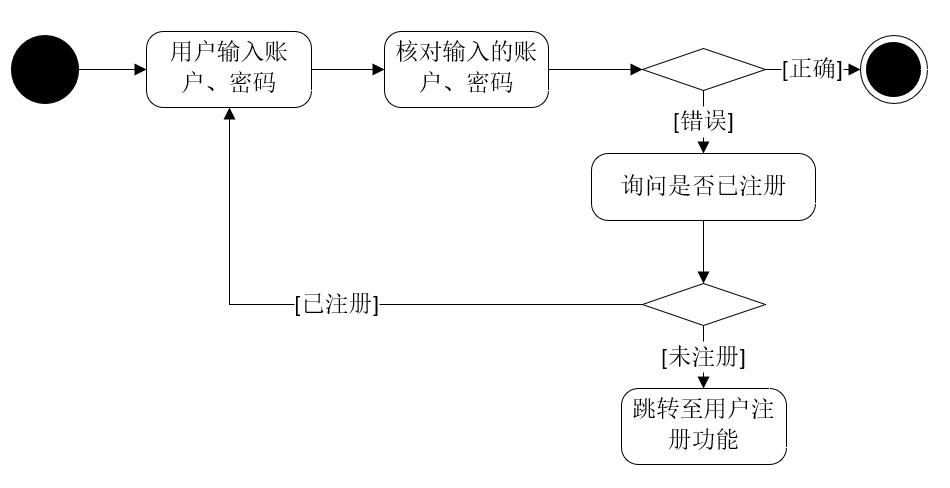 用户输入账
户、密码
核对输入的账
户、密码
[正确]
[错误]
询问是否已注册
[已注册]
[未注册]
跳转至用户注
册功能